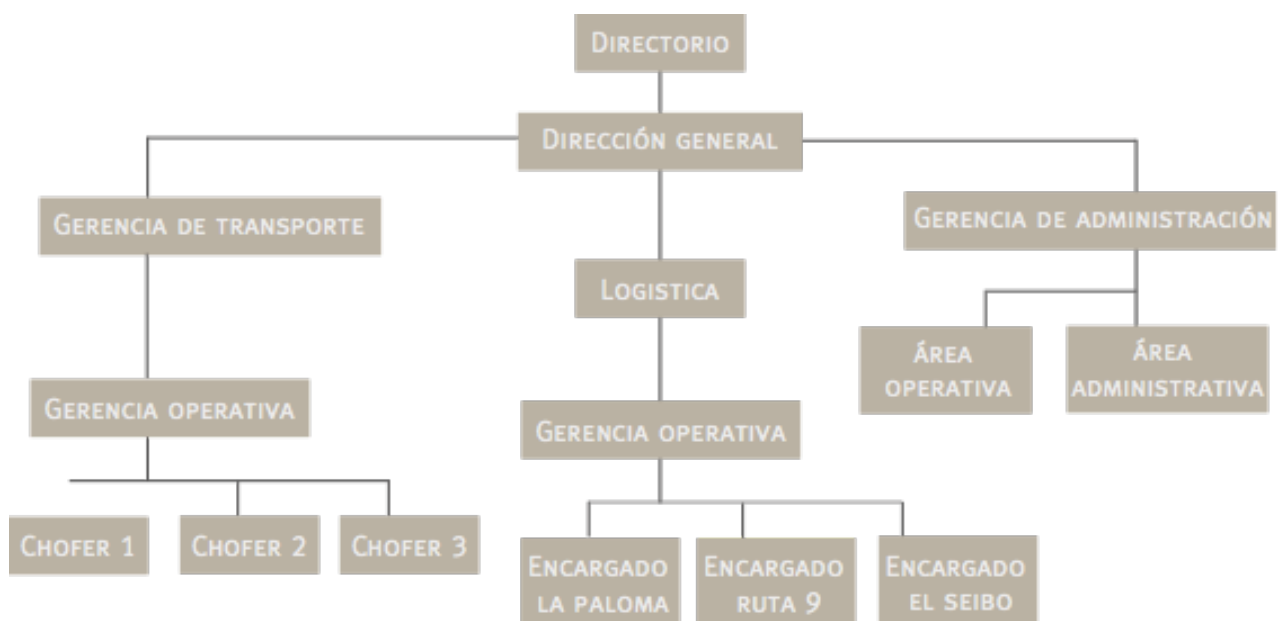 Directorio
Dirección general
Gerencia de transporte
Gerencia de administración
Logistica
Área
operativa
Área
administrativa
Gerencia operativa
Gerencia operativa
Chofer 1
Chofer 2
Chofer 3
Encargado
la paloma
Encargado
ruta 9
Encargado
el seibo